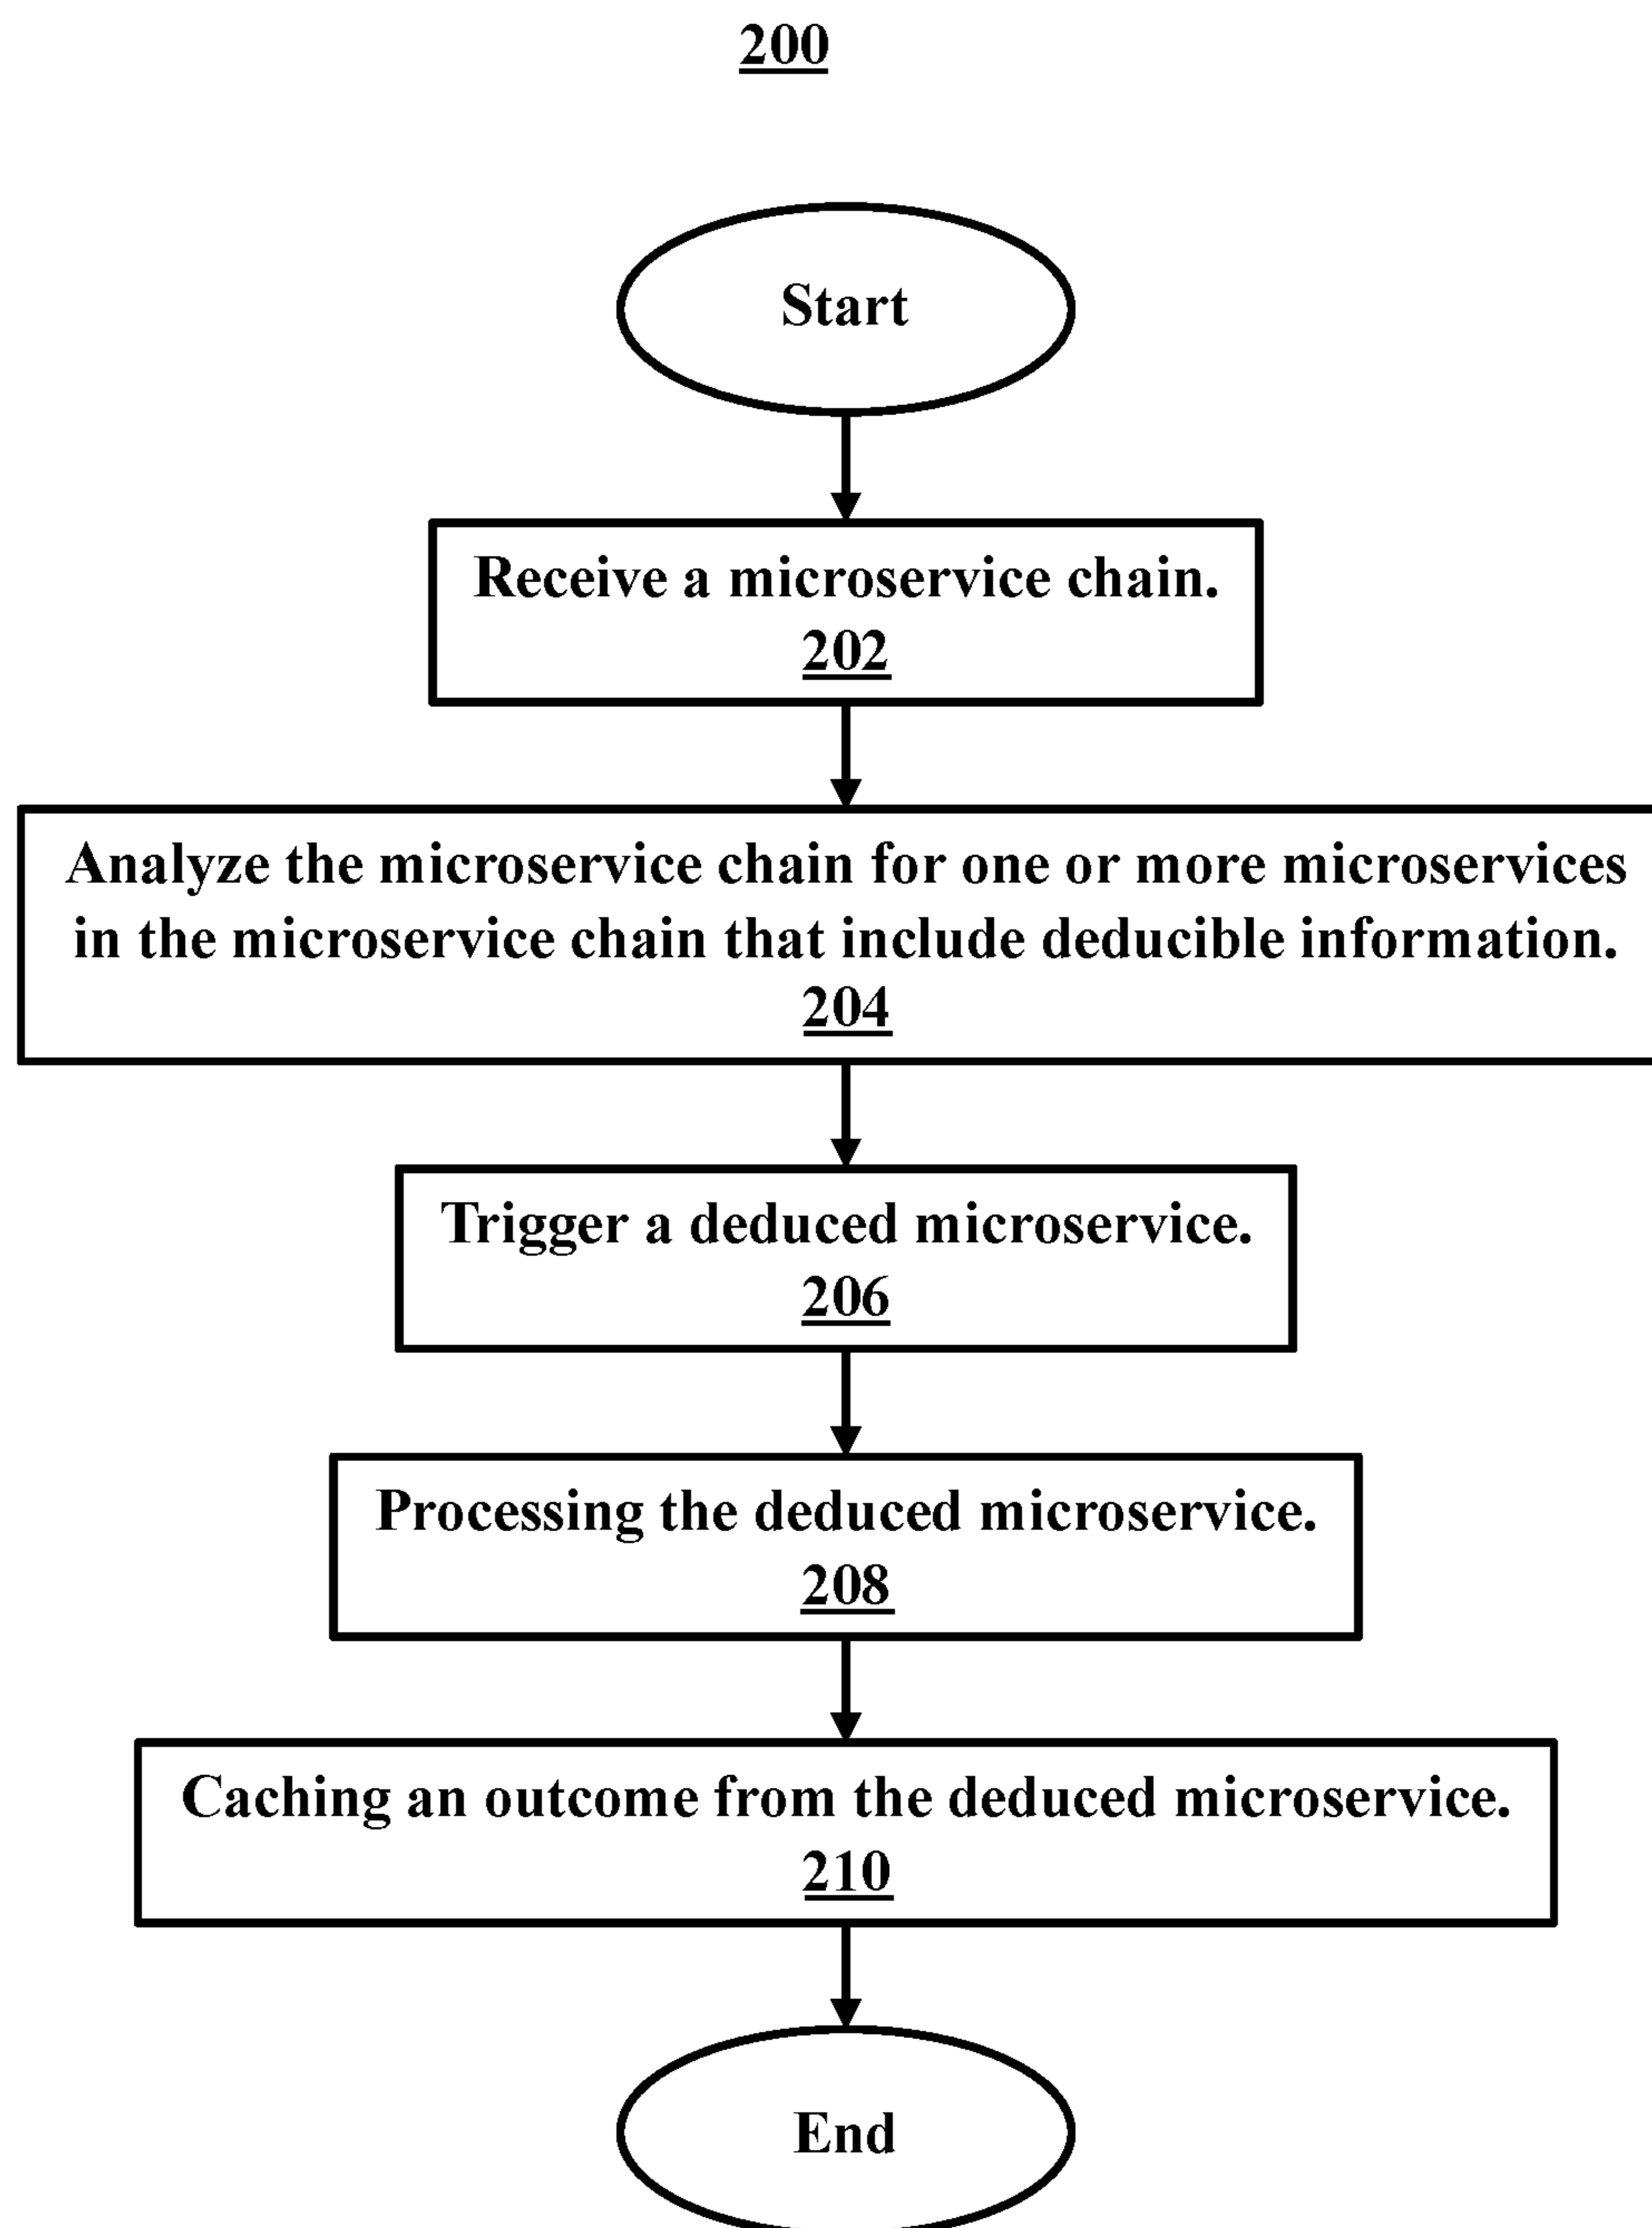 200
Start
Receive a microservice chain.
202
Analyze the microservice chain for one or more microservices
in the microservice chain that include deducible information.
204
Trigger a deduced microservice.
206
Processing the deduced microservice.
208
Caching an outcome from the deduced microservice.
210
End